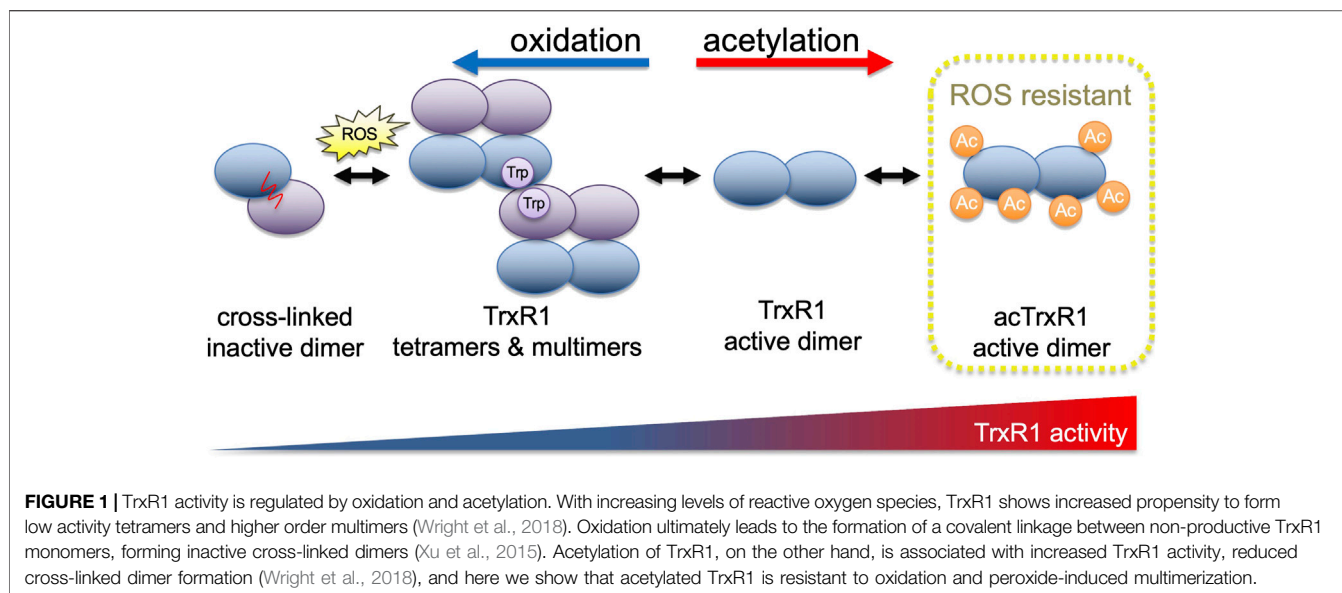 oxidation acetylation
ROS resistant
ROS
Ac Ac
Trp
Trp
Ac Ac Ac Ac
cross-linked
inactive dimer
TrxR1
tetramers & multimers
TrxR1
active dimer
acTrxR1
active dimer
TrxR1 activity
FIGURE 1 | TrxR1 activity is regulated by oxidation and acetylation. With increasing levels of reactive oxygen species, TrxR1 shows increased propensity to form
low activity tetramers and higher order multimers (Wright et al., 2018). Oxidation ultimately leads to the formation of a covalent linkage between non-productive TrxR1
monomers, forming inactive cross-linked dimers (Xu et al., 2015). Acetylation of TrxR1, on the other hand, is associated with increased TrxR1 activity, reduced
cross-linked dimer formation (Wright et al., 2018), and here we show that acetylated TrxR1 is resistant to oxidation and peroxide-induced multimerization.